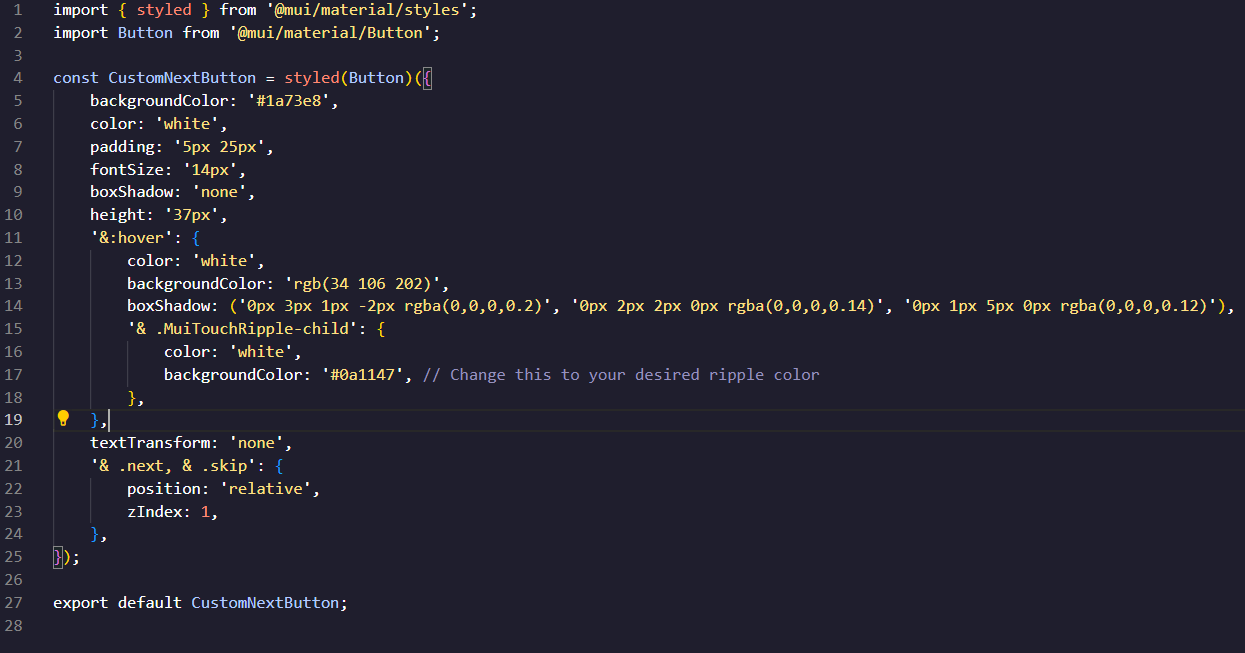 1 import { styled } from '@mui/material/styles';
2 import Button from '@mui/material/Button';
3
4 const CustomNextButton = styled(Button)({
5     backgroundColor: '#1a73e8',
6     color: 'white',
7     padding: '5px 25px',
8     fontSize: '14px',
9     boxShadow: 'none',
10     height: '37px',
11     '&:hover': {
12         color: 'white',
13         backgroundColor: 'rgb(34 106 202)',
14         boxShadow: ('0px 3px 1px -2px rgba(0,0,0,0.2)', '0px 2px 2px 0px rgba(0,0,0,0.14)', '0px 1px 5px 0px rgba(0,0,0,0.12)'),
15         '& .MuiTouchRipple-child': {
16             color: 'white',
17             backgroundColor: '#0a1147', // Change this to your desired ripple color
18         },
19     },
20     textTransform: 'none',
21     '& .next, & .skip': {
22         position: 'relative',
23         zIndex: 1,
24     },
25 });
26
27 export default CustomNextButton;
28